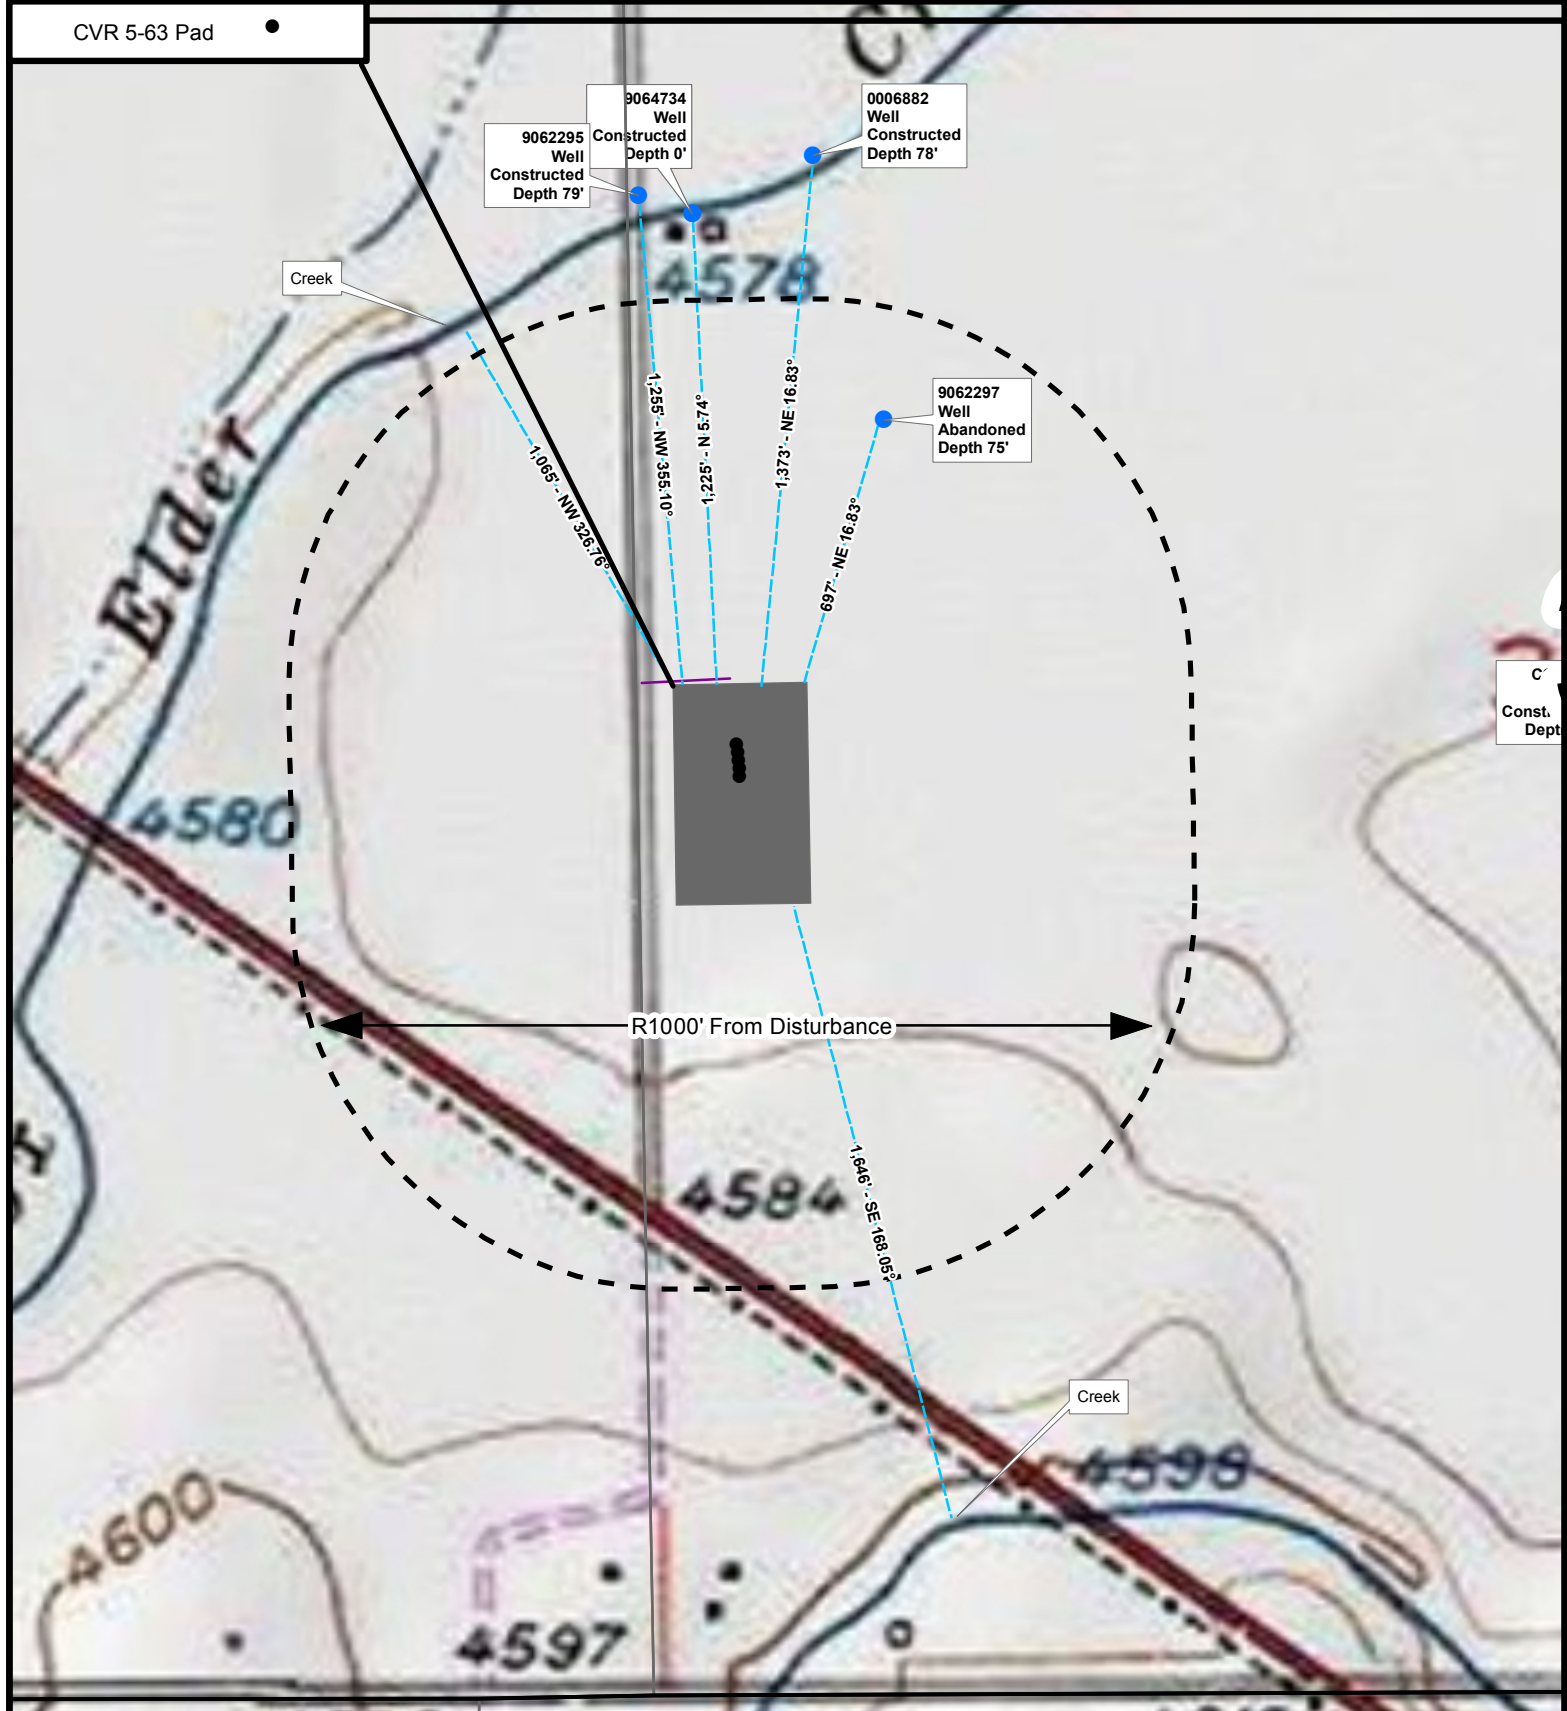 CVR 5-63 Pad
9064734
Well
Constructed
Depth 0'
0006882
Well
Constructed
Depth 78'
9062295
Well
Constructed
Depth 79'
Creek
4578
9062297
Well
Abandoned
Depth 75'
1,255' - NW 355.10°
1,225' - N 5.74°
1,373' - NE 16.83°
1,065' - NW 326.76°
697' - NE 16.83°
Elder
4580
R1000' From Disturbance
4584
1,646' - SE 168.05°
Creek
4598
4600
4597